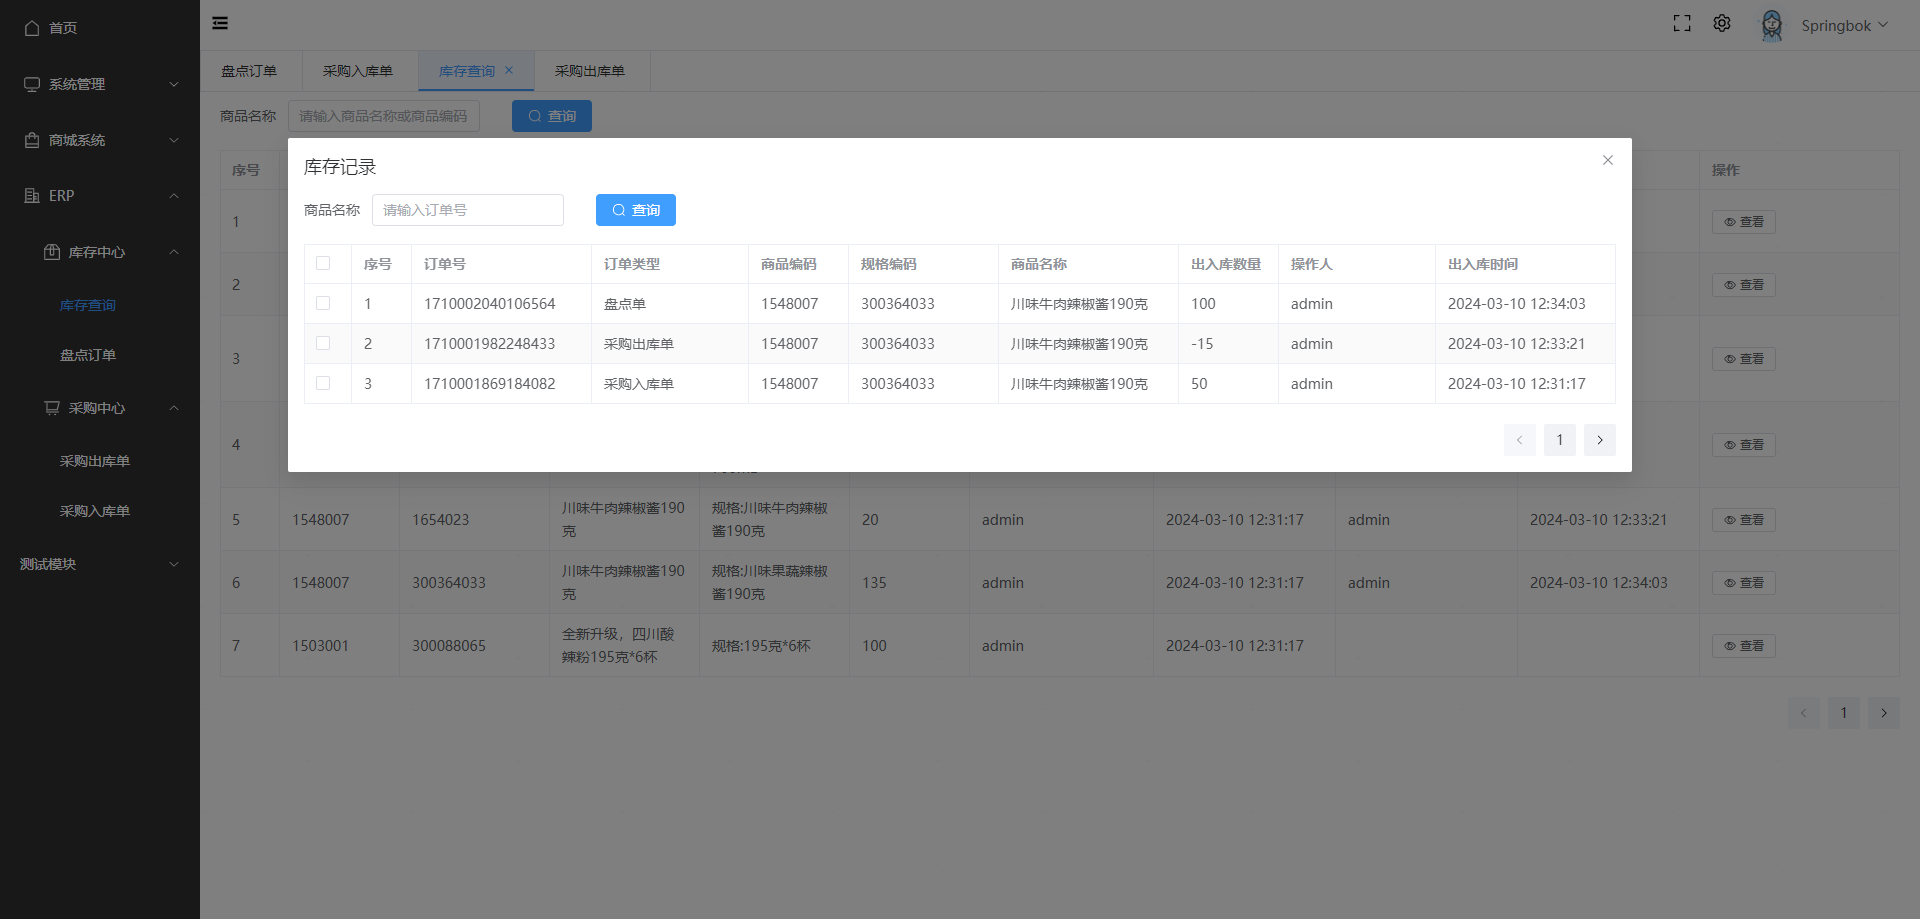 首页
系统管理
商城系统
ERP
库存中心
库存查询
盘点订单
采购中心
采购出库单
采购入库单
测试模块
Springbok
盘点订单 采购入库单 库存查询 采购出库单
商品名称 请输入商品名称或商品编码 查询
序号 操作
1 查看
2 查看
3 查看
4 查看
库存记录
商品名称 请输入订单号 查询
序号 订单号 订单类型 商品编码 规格编码 商品名称 出入库数量 操作人 出入库时间
1 1710002040106564 盘点单 1548007 300364033 川味牛肉辣椒酱190克 100 admin 2024-03-10 12:34:03
2 1710001982248433 采购出库单 1548007 300364033 川味牛肉辣椒酱190克 -15 admin 2024-03-10 12:33:21
3 1710001869184082 采购入库单 1548007 300364033 川味牛肉辣椒酱190克 50 admin 2024-03-10 12:31:17
1
5 1548007 1654023 川味牛肉辣椒酱190克 规格:川味牛肉辣椒酱190克 20 admin 2024-03-10 12:31:17 admin 2024-03-10 12:33:21 查看
6 1548007 300364033 川味牛肉辣椒酱190克 规格:川味果蔬辣椒酱190克 135 admin 2024-03-10 12:31:17 admin 2024-03-10 12:34:03 查看
7 1503001 300088065 全新升级，四川酸辣粉195克*6杯 规格:195克*6杯 100 admin 2024-03-10 12:31:17 查看
1